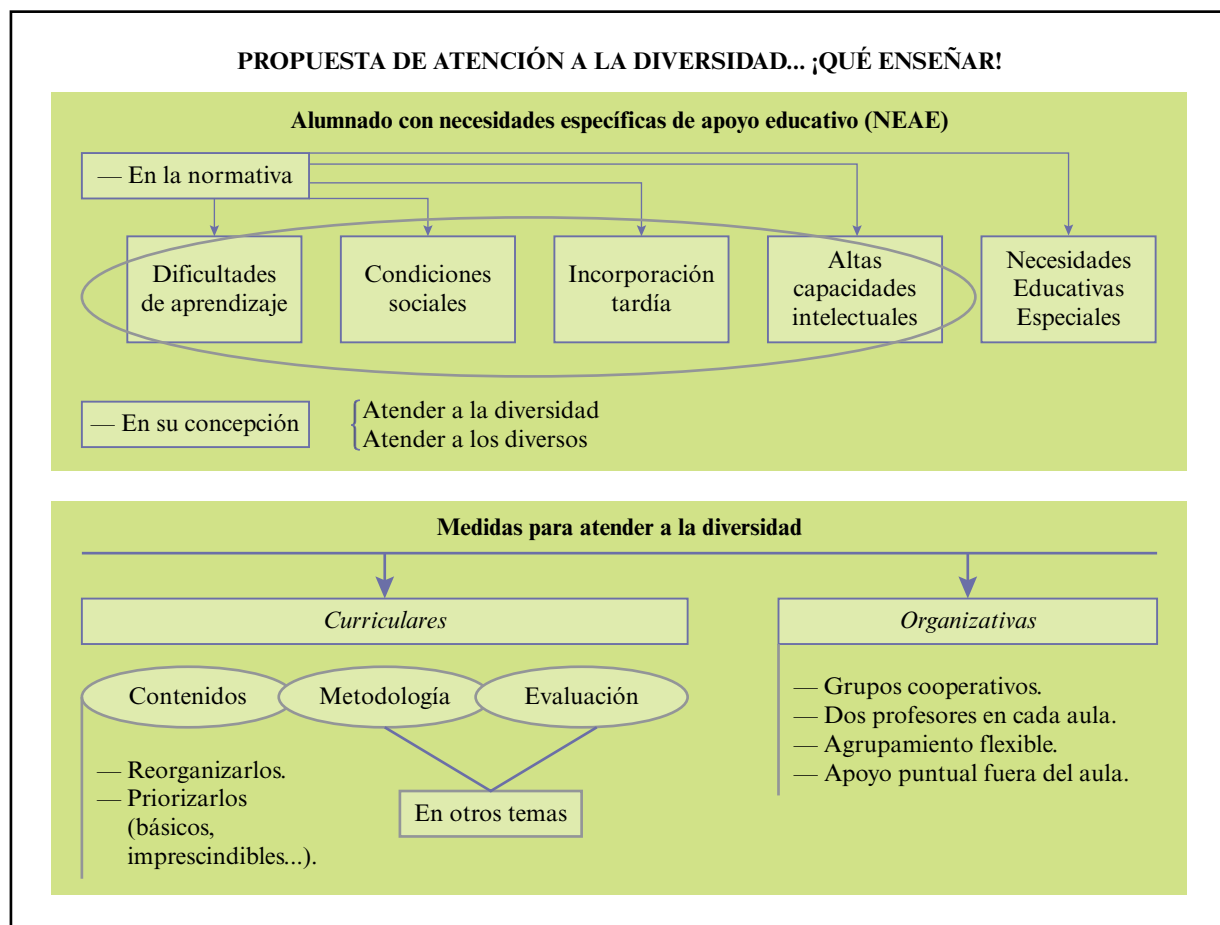 PROPUESTA DE ATENCIÓN A LA DIVERSIDAD... ¡QUÉ ENSEÑAR!
Alumnado con necesidades específicas de apoyo educativo (NEAE)
— En la normativa
Dificultades
de aprendizaje
Condiciones
sociales
Incorporación
tardía
Altas
capacidades
intelectuales
Necesidades
Educativas
Especiales
— En su concepción
Atender a la diversidad
Atender a los diversos
Medidas para atender a la diversidad
Curriculares
Contenidos
Metodología
Evaluación
— Reorganizarlos.
— Priorizarlos
(básicos,
imprescindibles...).
En otros temas
Organizativas
— Grupos cooperativos.
— Dos profesores en cada aula.
— Agrupamiento flexible.
— Apoyo puntual fuera del aula.